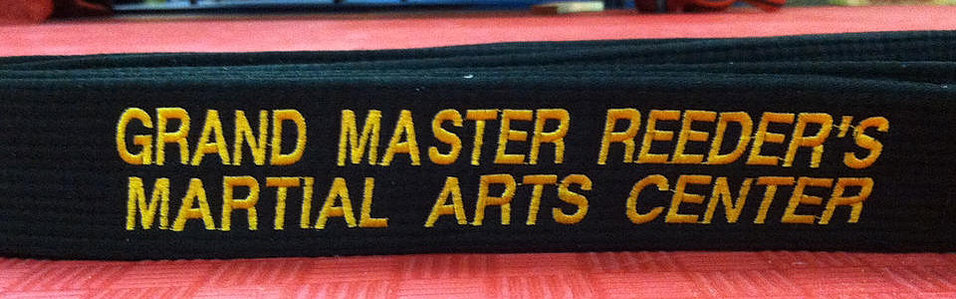 GRAND MASTER REEDER'S
MARTIAL ARTS CENTER